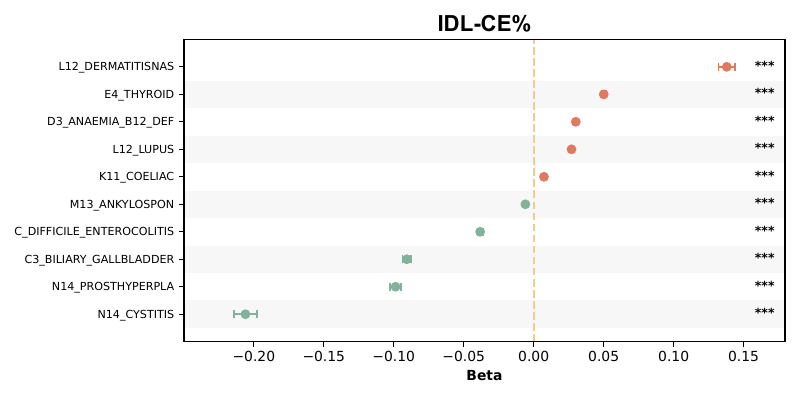 IDL-CE%
L12_DERMATITISNAS ***
E4_THYROID ***
D3_ANAEMIA_B12_DEF ***
L12_LUPUS ***
K11_COELIAC ***
M13_ANKYLOSPON ***
C_DIFFICILE_ENTEROCOLITIS ***
C3_BILIARY_GALLBLADDER ***
N14_PROSTHYPERPLA ***
N14_CYSTITIS ***
−0.20 −0.15 −0.10 −0.05 0.00 0.05 0.10 0.15
Beta